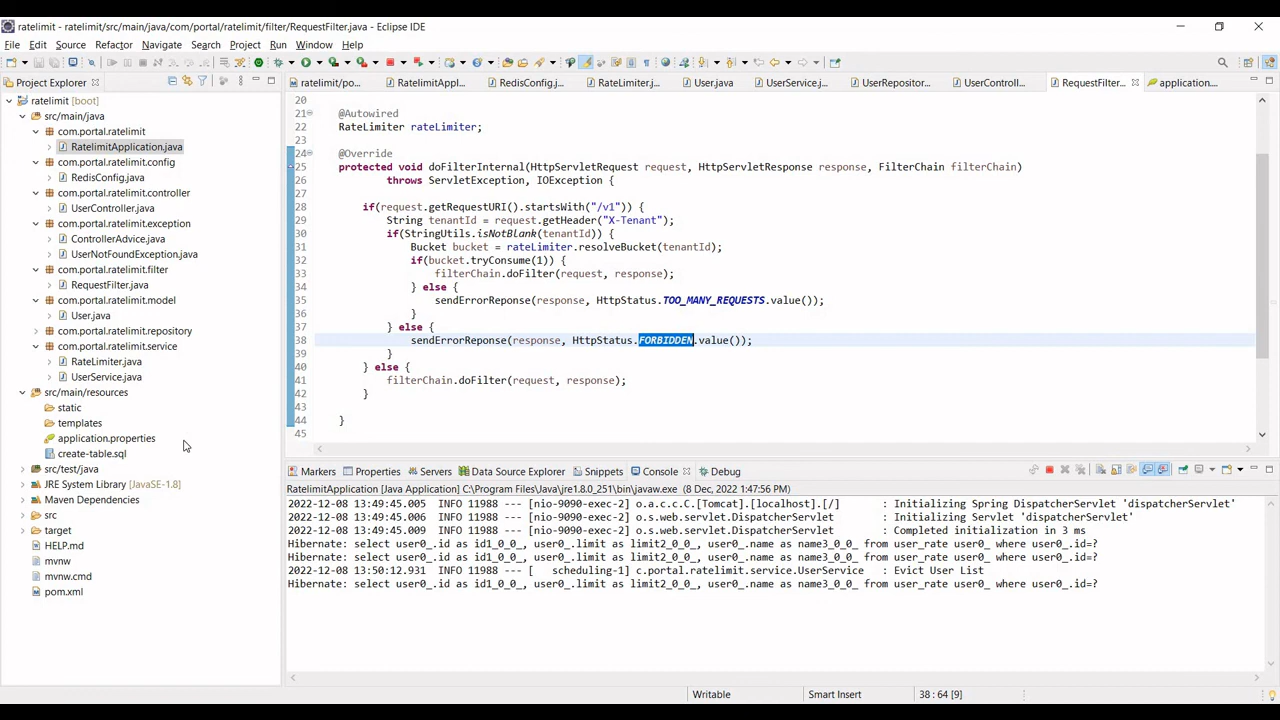 ratelimit - ratelimit/src/main/java/com/portal/ratelimit/filter/RequestFilter.java - Eclipse IDE
File Edit Source Refactor Navigate Search Project Run Window Help
Project Explorer
ratelimit [boot]
src/main/java
com.portal.ratelimit
RatelimitApplication.java
com.portal.ratelimit.config
RedisConfig.java
com.portal.ratelimit.controller
UserController.java
com.portal.ratelimit.exception
ControllerAdvice.java
UserNotFoundException.java
com.portal.ratelimit.filter
RequestFilter.java
com.portal.ratelimit.model
User.java
com.portal.ratelimit.repository
com.portal.ratelimit.service
RateLimiter.java
UserService.java
src/main/resources
static
templates
application.properties
create-table.sql
src/test/java
JRE System Library [JavaSE-1.8]
Maven Dependencies
src
target
HELP.md
mvnw
mvnw.cmd
pom.xml
ratelimit/po... RatelimitAppl... RedisConfig.j... RateLimiter.j... User.java UserService.j... UserRepositor... UserControll... RequestFilter... application....
20
21 @Autowired
22 RateLimiter rateLimiter;
23
24 @Override
25 protected void doFilterInternal(HttpServletRequest request, HttpServletResponse response, FilterChain filterChain)
26 throws ServletException, IOException {
27
28 if(request.getRequestURI().startsWith("/v1")) {
29 String tenantId = request.getHeader("X-Tenant");
30 if(StringUtils.isNotBlank(tenantId)) {
31 Bucket bucket = rateLimiter.resolveBucket(tenantId);
32 if(bucket.tryConsume(1)) {
33 filterChain.doFilter(request, response);
34 } else {
35 sendErrorReponse(response, HttpStatus.TOO_MANY_REQUESTS.value());
36 }
37 } else {
38 sendErrorReponse(response, HttpStatus.FORBIDDEN.value());
39 }
40 } else {
41 filterChain.doFilter(request, response);
42 }
43
44 }
45
Markers Properties Servers Data Source Explorer Snippets Console Debug
RatelimitApplication [Java Application] C:\Program Files\Java\jre1.8.0_251\bin\javaw.exe (8 Dec, 2022 1:47:56 PM)
2022-12-08 13:49:45.005 INFO 11988 --- [nio-9090-exec-2] o.a.c.c.C.[Tomcat].[localhost].[/] : Initializing Spring DispatcherServlet 'dispatcherServlet'
2022-12-08 13:49:45.006 INFO 11988 --- [nio-9090-exec-2] o.s.web.servlet.DispatcherServlet : Initializing Servlet 'dispatcherServlet'
2022-12-08 13:49:45.009 INFO 11988 --- [nio-9090-exec-2] o.s.web.servlet.DispatcherServlet : Completed initialization in 3 ms
Hibernate: select user0_.id as id1_0_0_, user0_.limit as limit2_0_0_, user0_.name as name3_0_0_ from user_rate user0_ where user0_.id=?
Hibernate: select user0_.id as id1_0_0_, user0_.limit as limit2_0_0_, user0_.name as name3_0_0_ from user_rate user0_ where user0_.id=?
2022-12-08 13:50:12.931 INFO 11988 --- [ scheduling-1] c.portal.ratelimit.service.UserService : Evict User List
Hibernate: select user0_.id as id1_0_0_, user0_.limit as limit2_0_0_, user0_.name as name3_0_0_ from user_rate user0_ where user0_.id=?
Writable Smart Insert 38 : 64 [9]